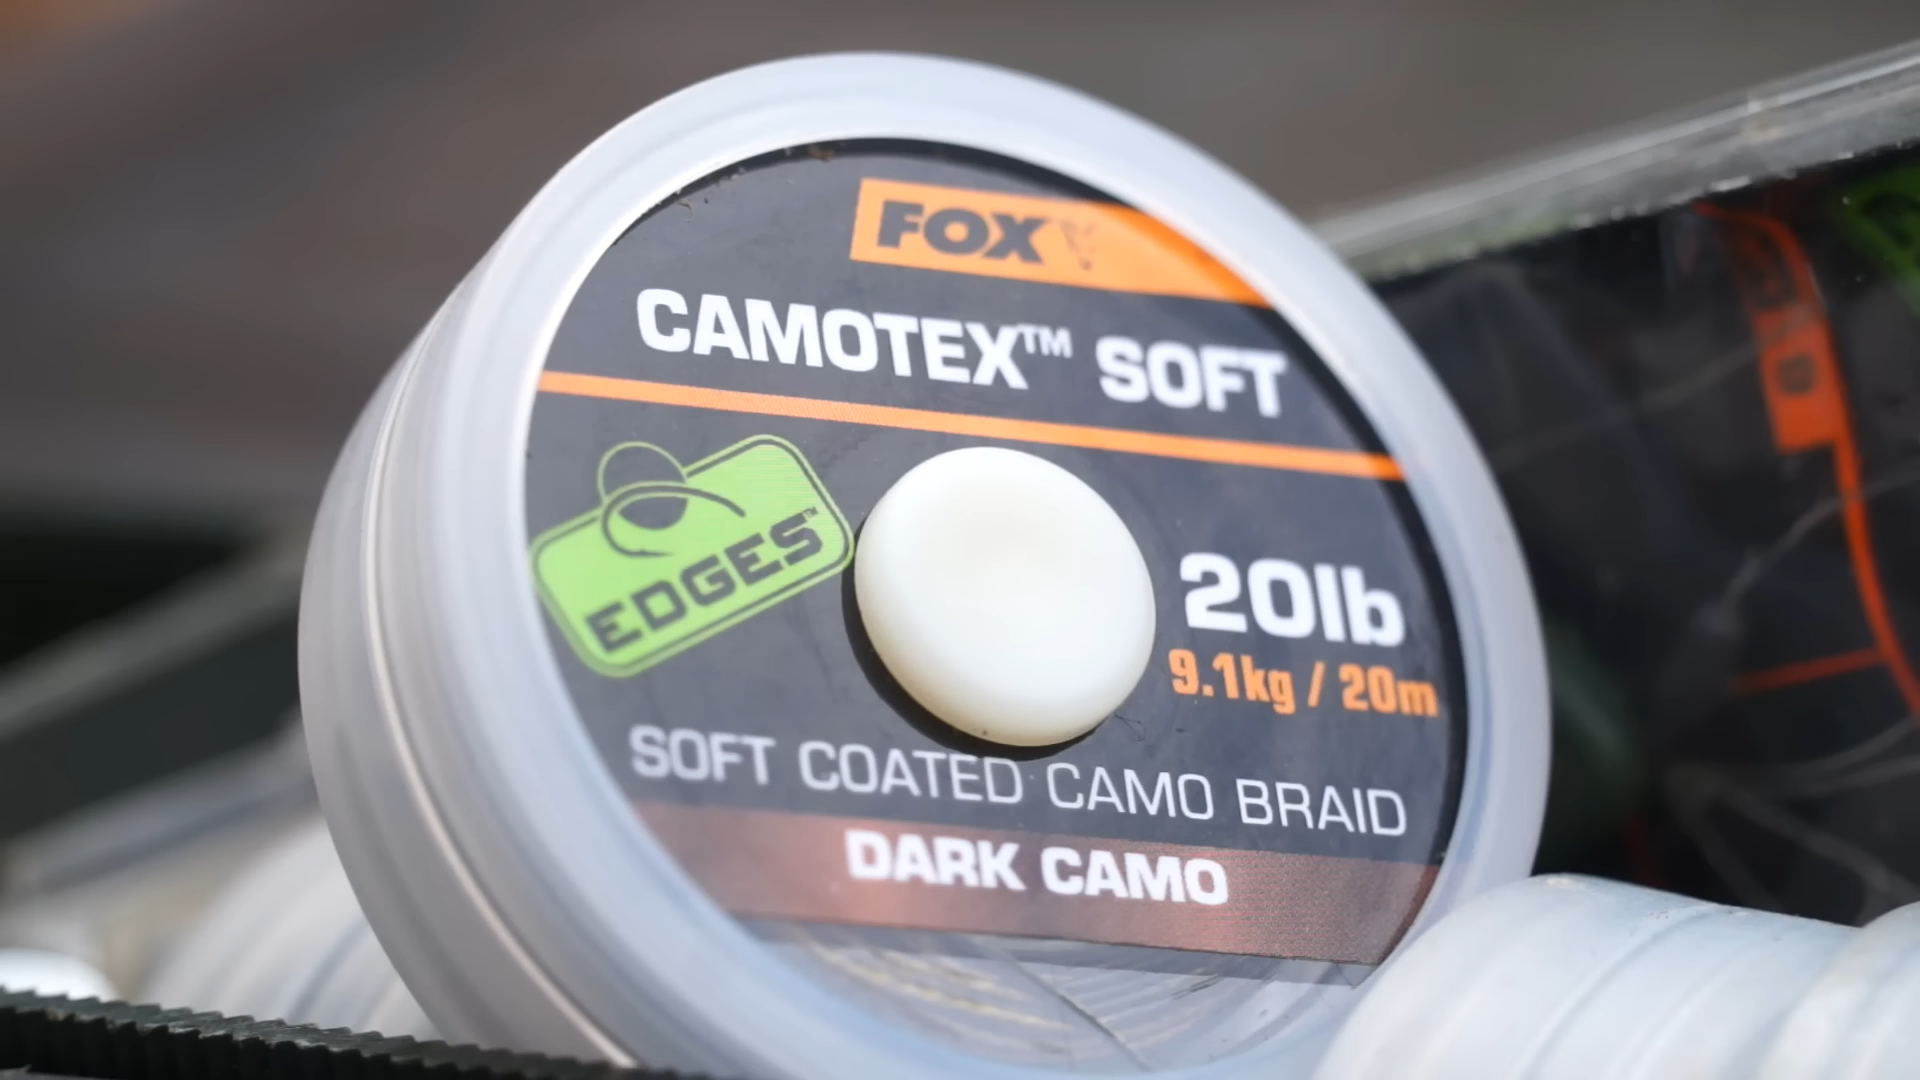 FOX
CAMOTEX™ SOFT
EDGES™
20lb
9.1kg / 20m
SOFT COATED CAMO BRAID
DARK CAMO